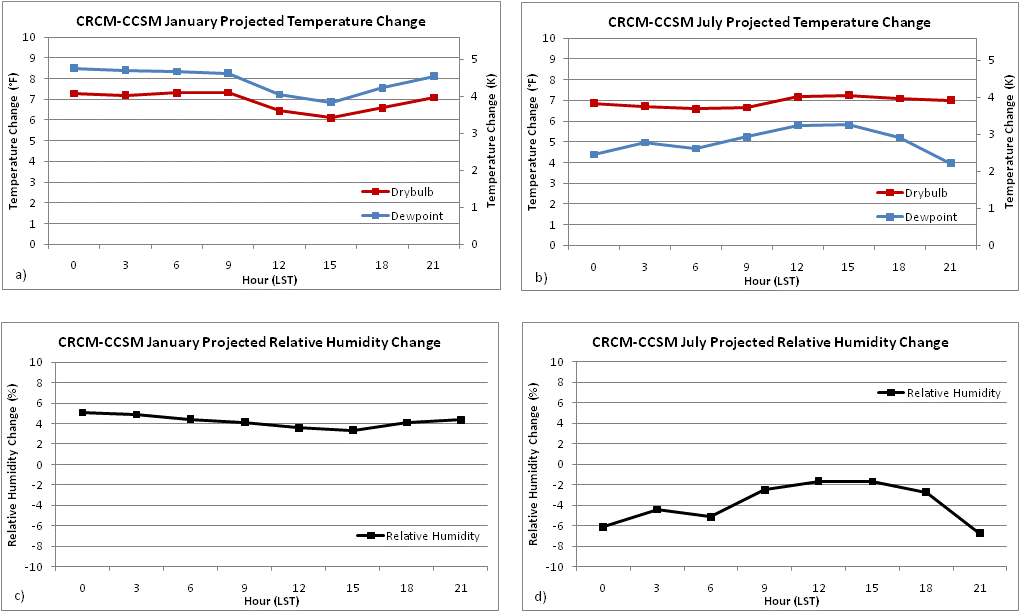 CRCM-CCSM January Projected Temperature Change
Temperature Change (°F)
10
9
8
7
6
5
4
3
2
1
0
5
4
3
2
1
0
Temperature Change (K)
Drybulb
Dewpoint
0 3 6 9 12 15 18 21
Hour (LST)
a)
CRCM-CCSM July Projected Temperature Change
Temperature Change (°F)
10
9
8
7
6
5
4
3
2
1
0
5
4
3
2
1
0
Temperature Change (K)
Drybulb
Dewpoint
0 3 6 9 12 15 18 21
Hour (LST)
b)
CRCM-CCSM January Projected Relative Humidity Change
Relative Humidity Change (%)
10
8
6
4
2
0
-2
-4
-6
-8
-10
Relative Humidity
0 3 6 9 12 15 18 21
Hour (LST)
c)
CRCM-CCSM July Projected Relative Humidity Change
Relative Humidity Change (%)
10
8
6
4
2
0
-2
-4
-6
-8
-10
Relative Humidity
0 3 6 9 12 15 18 21
Hour (LST)
d)